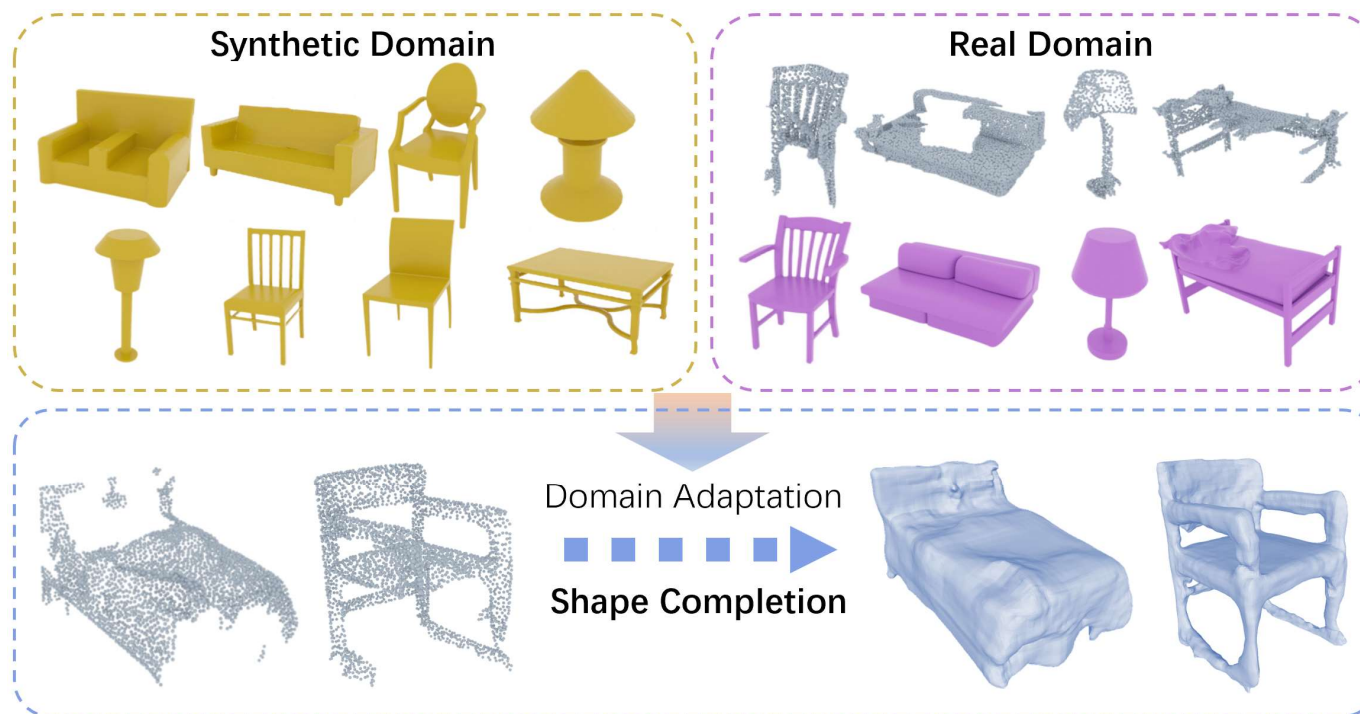 Synthetic Domain
Real Domain
Domain Adaptation
Shape Completion